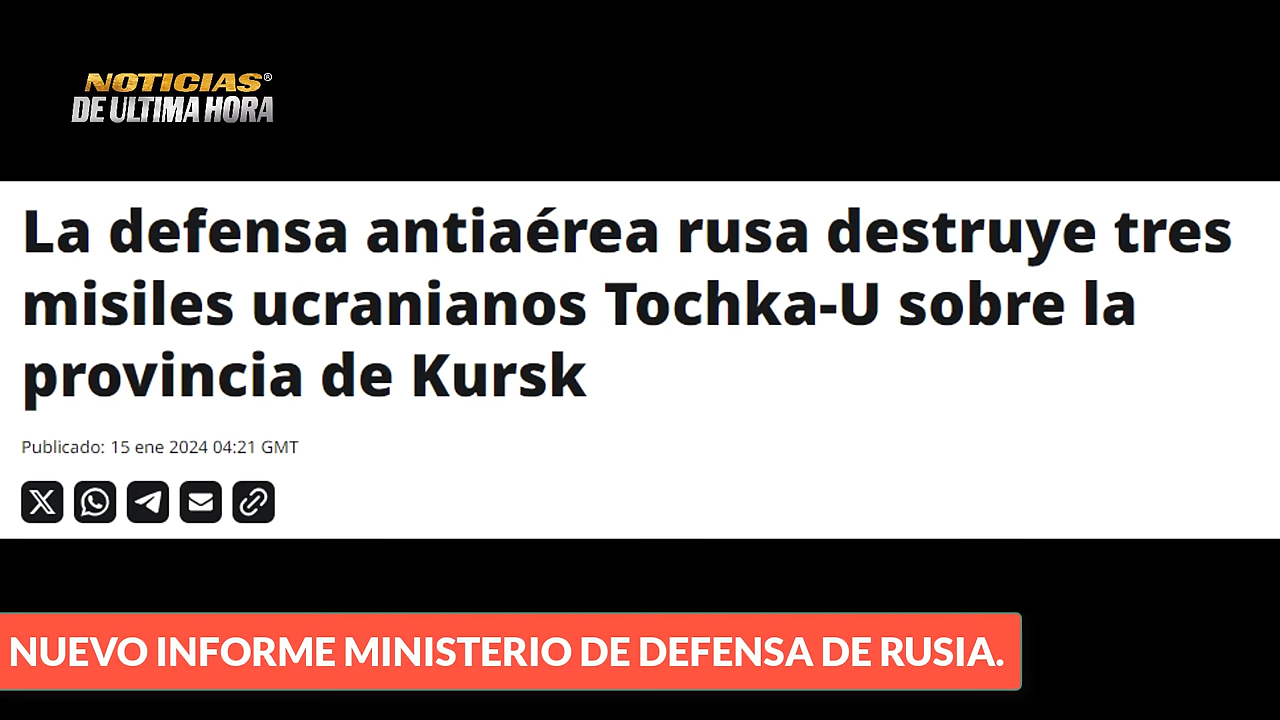 NOTICIAS®
DE ULTIMA HORA
La defensa antiaérea rusa destruye tres
misiles ucranianos Tochka-U sobre la
provincia de Kursk
Publicado: 15 ene 2024 04:21 GMT
NUEVO INFORME MINISTERIO DE DEFENSA DE RUSIA.